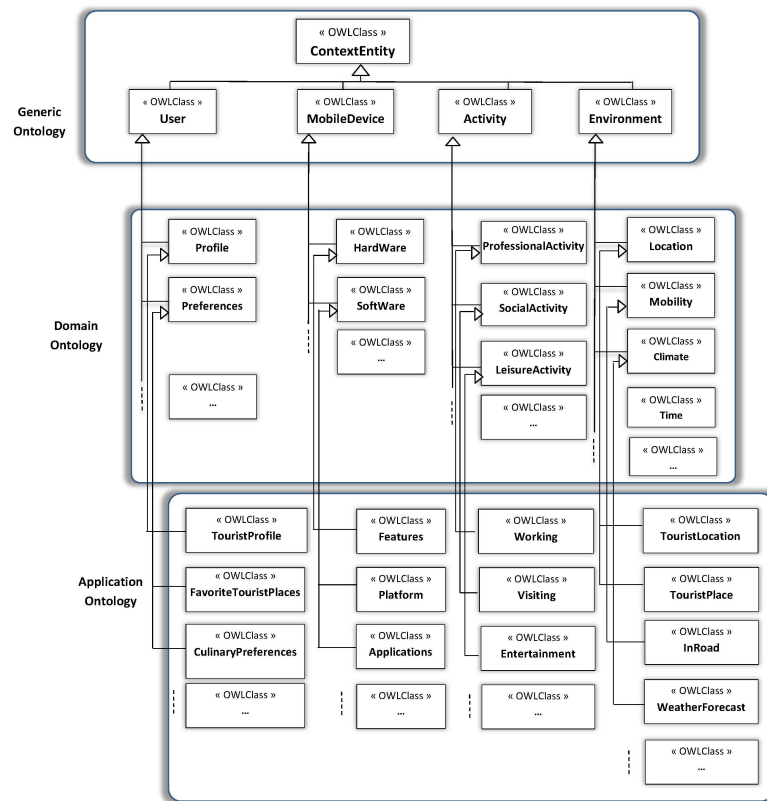 « OWLClass »
ContextEntity
Generic
Ontology
« OWLClass »
User
« OWLClass »
MobileDevice
« OWLClass »
Activity
« OWLClass »
Environment
Domain
Ontology
« OWLClass »
Profile
« OWLClass »
Preferences
« OWLClass »
...
« OWLClass »
HardWare
« OWLClass »
SoftWare
« OWLClass »
...
« OWLClass »
ProfessionalActivity
« OWLClass »
SocialActivity
« OWLClass »
LeisureActivity
« OWLClass »
...
« OWLClass »
Location
« OWLClass »
Mobility
« OWLClass »
Climate
« OWLClass »
Time
« OWLClass »
...
Application
Ontology
« OWLClass »
TouristProfile
« OWLClass »
FavoriteTouristPlaces
« OWLClass »
CulinaryPreferences
« OWLClass »
...
« OWLClass »
Features
« OWLClass »
Platform
« OWLClass »
Applications
« OWLClass »
...
« OWLClass »
Working
« OWLClass »
Visiting
« OWLClass »
Entertainment
« OWLClass »
...
« OWLClass »
TouristLocation
« OWLClass »
TouristPlace
« OWLClass »
InRoad
« OWLClass »
WeatherForecast
« OWLClass »
...